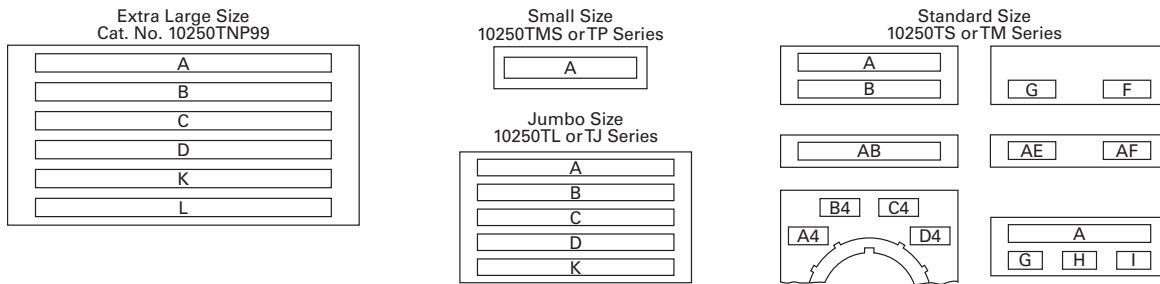 Extra Large Size
Cat. No. 10250TNP99
A
B
C
D
K
L
Small Size
10250TMS or TP Series
A
Jumbo Size
10250TL or TJ Series
A
B
C
D
K
Standard Size
10250TS or TM Series
A
B
G F
AB
AE AF
B4 C4
A4 D4
A
G H I